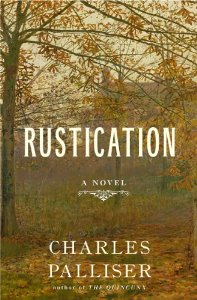 RUSTICATION
A NOVEL
CHARLES
PALLISER
author of THE QUINCUNX